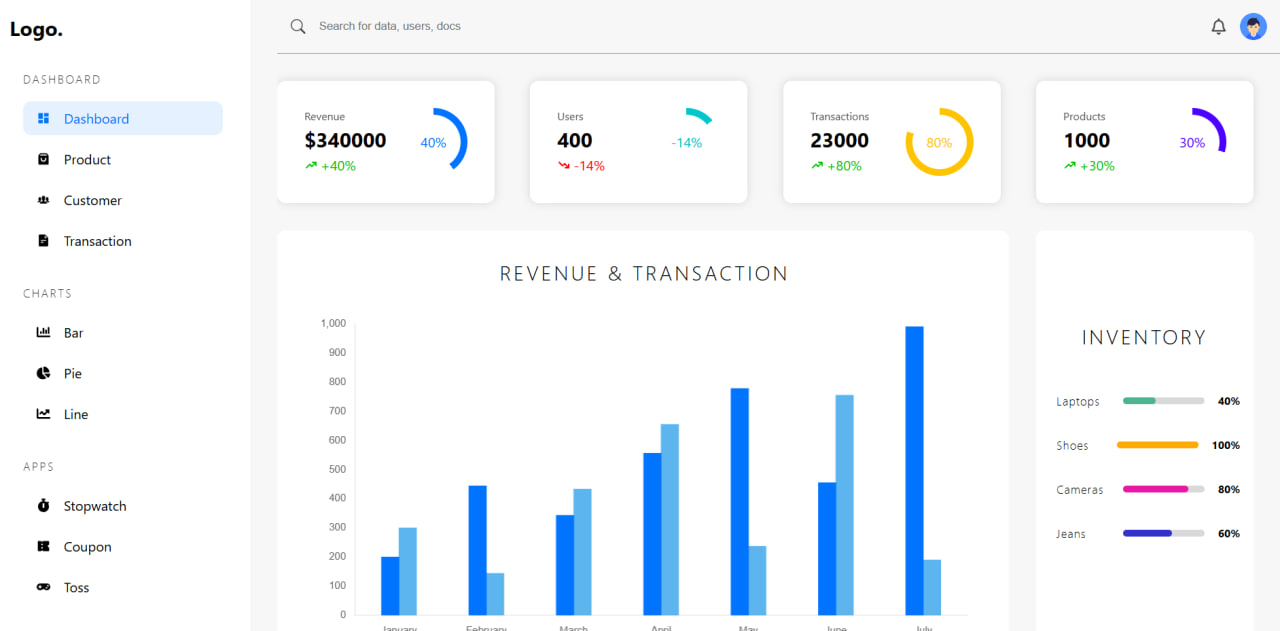 Logo.
Search for data, users, docs
DASHBOARD
Dashboard
Product
Customer
Transaction
CHARTS
Bar
Pie
Line
APPS
Stopwatch
Coupon
Toss
Revenue
$340000
+40%
40%
Users
400
-14%
-14%
Transactions
23000
+80%
80%
Products
1000
+30%
30%
REVENUE & TRANSACTION
1,000
900
800
700
600
500
400
300
200
100
0
January February March April May June July
INVENTORY
Laptops 40%
Shoes 100%
Cameras 80%
Jeans 60%